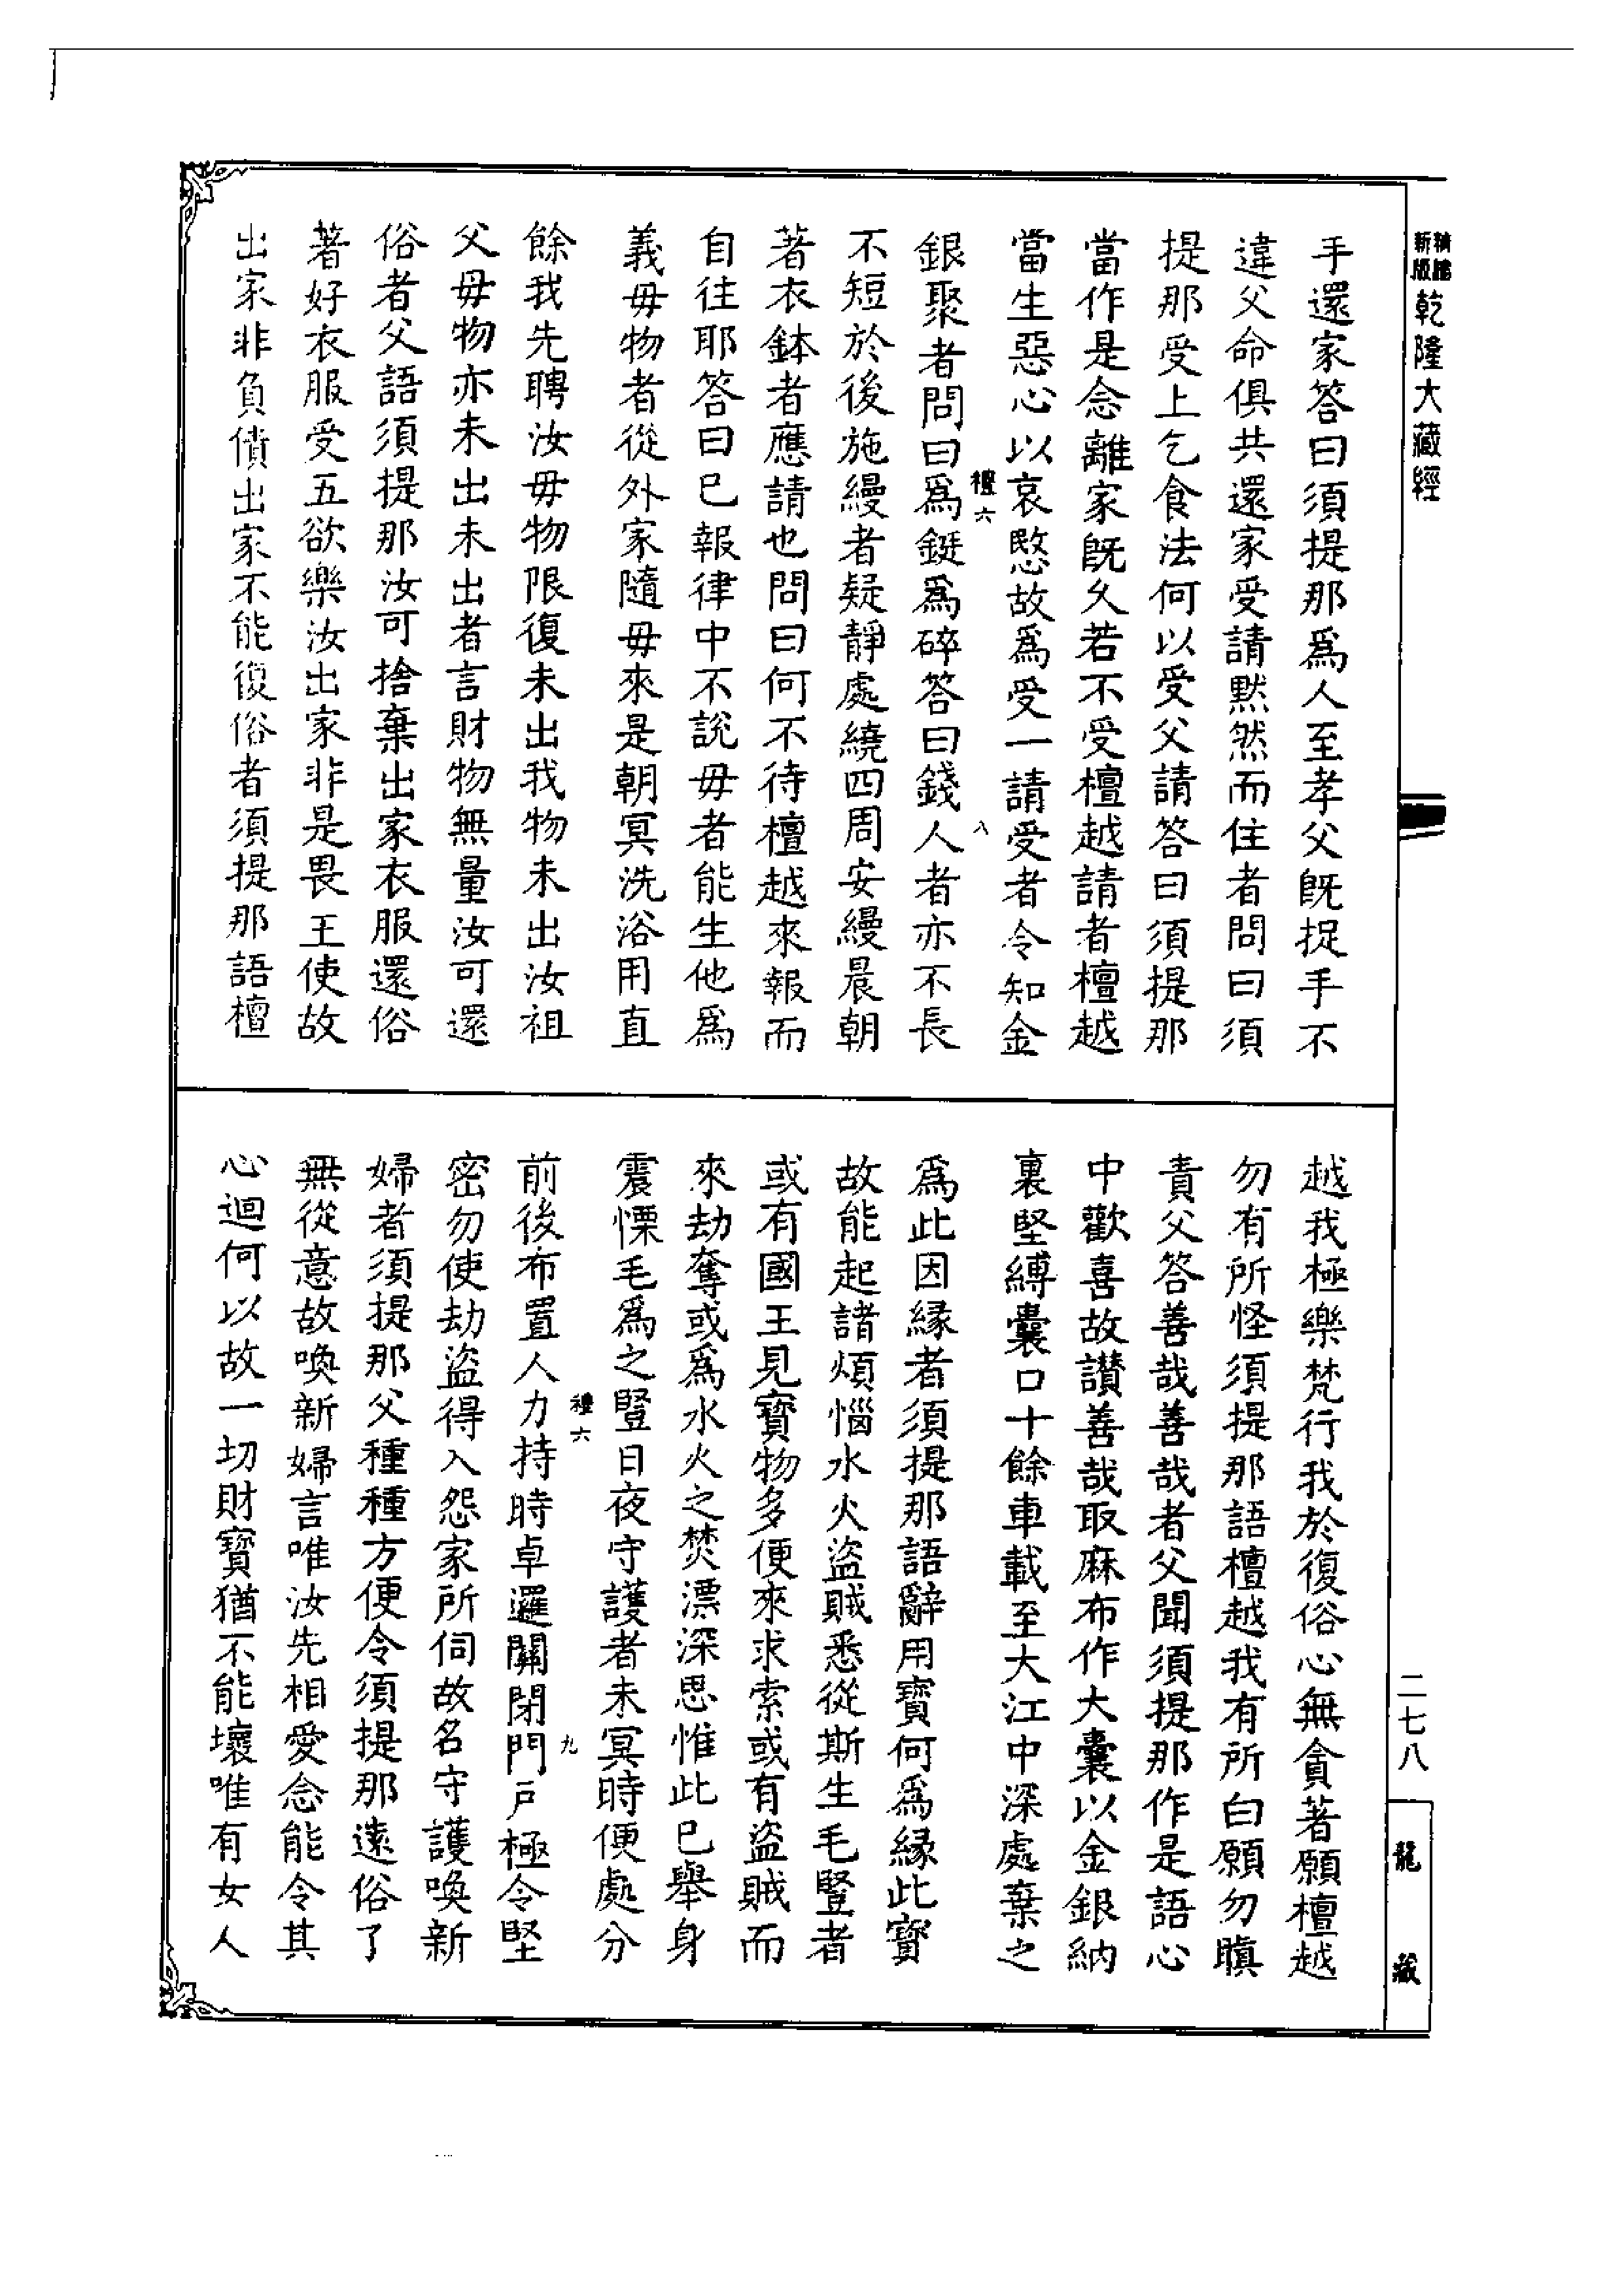 精縮
新版
乾隆大藏經
手還家答曰須提那爲人至孝父旣捉手不
違父命俱共還家受請默然而住者問曰須
提那受上乞食法何以受父請答曰須提那
當作是念離家旣久若不受檀越請者檀越
當生惡心以哀愍故爲受一請受者令知金
銀聚者問曰爲鋌爲碎答曰錢人者亦不長
禮六
八
不短於後施縵者疑靜處繞四周安縵晨朝
著衣鉢者應請也問曰何不待檀越來報而
自往耶答曰已報律中不說毋者能生他爲
義毋物者從外家隨毋來是朝冥洗浴用直
餘我先聘汝毋物限復未出我物未出汝祖
父毋物亦未出未出者言財物無量汝可還
俗者父語須提那汝可捨棄出家衣服還俗
著好衣服受五欲樂汝出家非是畏王使故
出家非負債出家不能復俗者須提那語檀
越我極樂梵行我於復俗心無貪著願檀越
勿有所怪須提那語檀越我有所白願勿瞋
責父答善哉善哉者父聞須提那作是語心
中歡喜故讚善哉取麻布作大囊以金銀納
裏堅縛囊口十餘車載至大江中深處棄之
爲此因緣者須提那語辭用寶何爲緣此寶
故能起諸煩惱水火盜賊悉從斯生毛豎者
或有國王見寶物多便來求索或有盜賊而
來劫奪或爲水火之焚漂深思惟此已舉身
震慄毛爲之豎日夜守護者未冥時便處分
前後布置人力持時卓邏關閉門戶極令堅
禮六
九
密勿使劫盜得入怨家所伺故名守護喚新
婦者須提那父種種方便令須提那遠俗了
無從意故喚新婦言唯汝先相愛念能令其
心迴何以故一切財寶猶不能壞唯有女人
二七八
龍藏